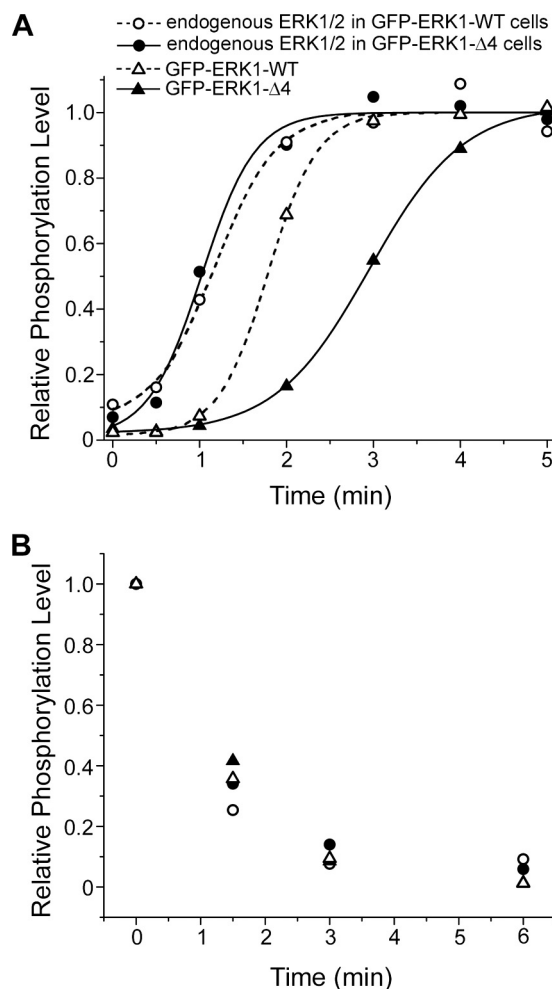 A
endogenous ERK1/2 in GFP-ERK1-WT cells
endogenous ERK1/2 in GFP-ERK1-Δ4 cells
GFP-ERK1-WT
GFP-ERK1-Δ4
Relative Phosphorylation Level
1.0
0.8
0.6
0.4
0.2
0
0 1 2 3 4 5
Time (min)
B
Relative Phosphorylation Level
1.0
0.8
0.6
0.4
0.2
0
0 1 2 3 4 5 6
Time (min)